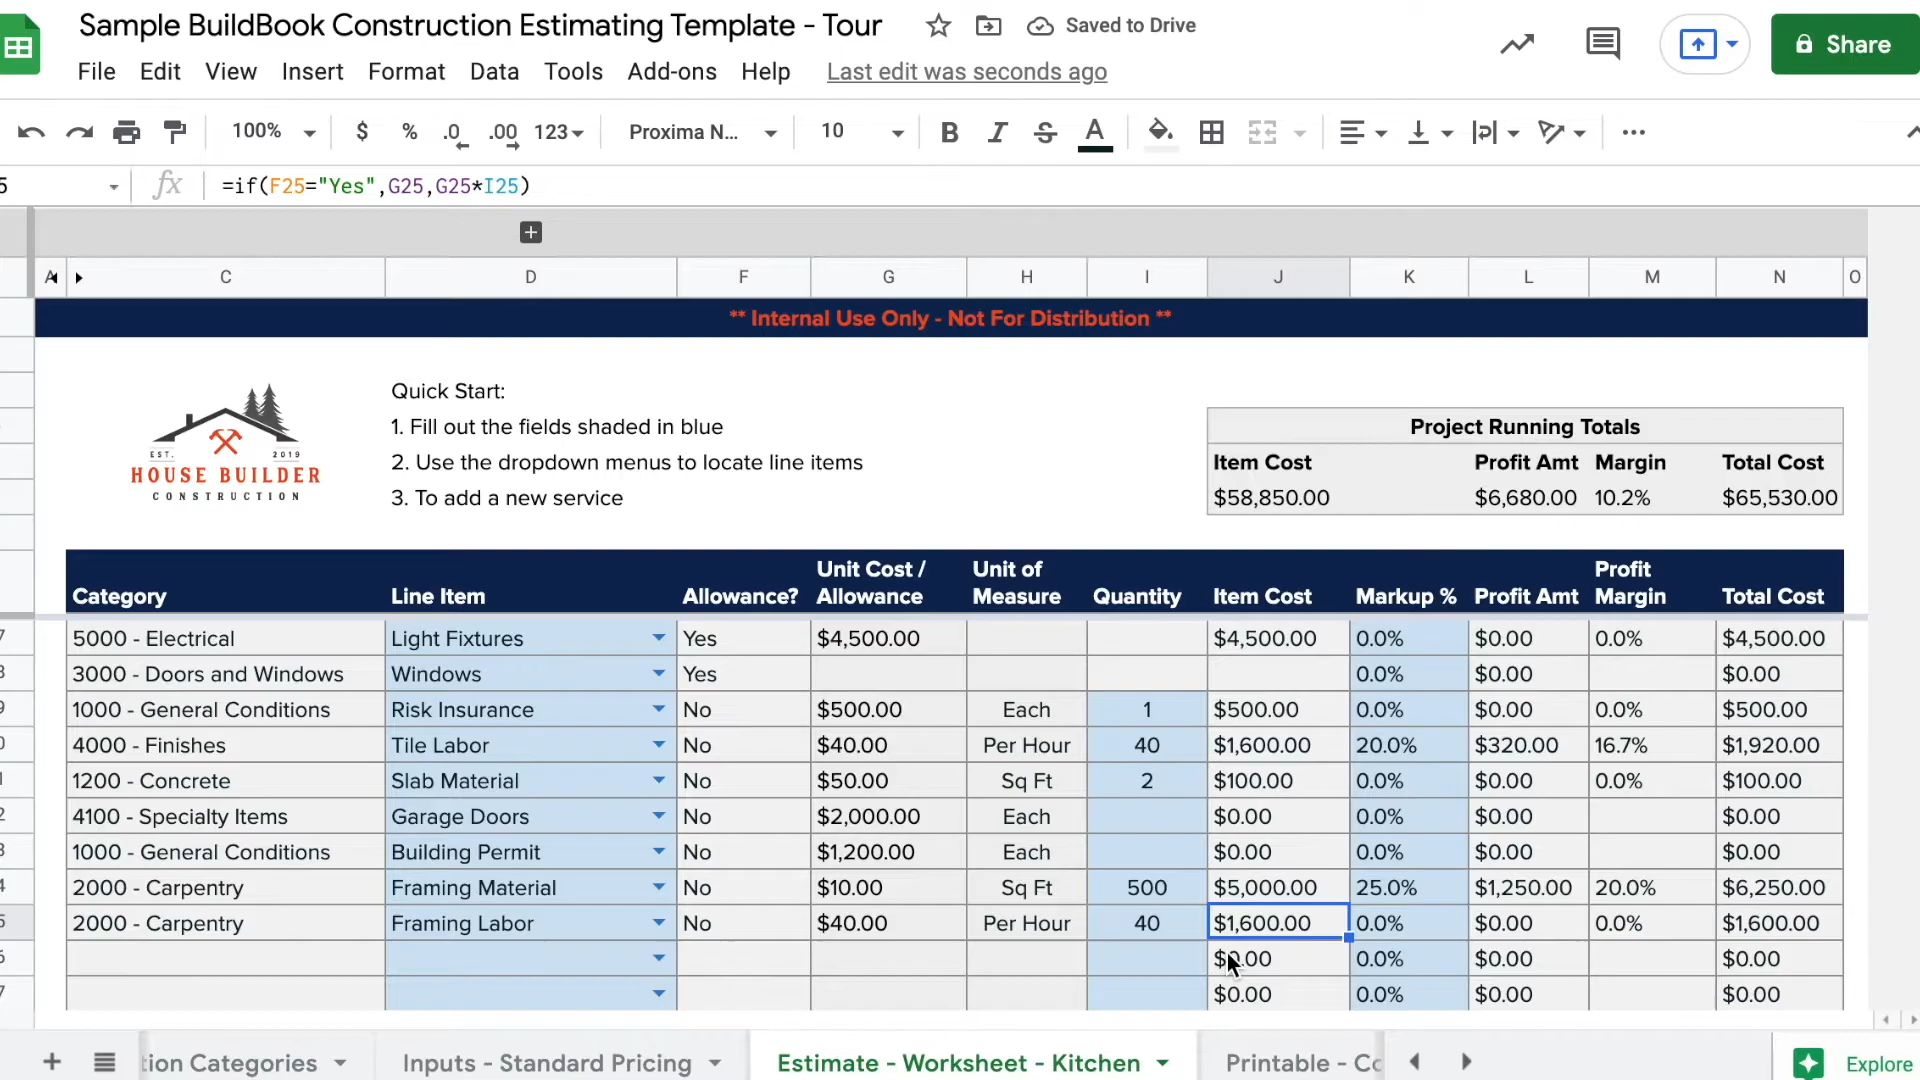 Sample BuildBook Construction Estimating Template - Tour Saved to Drive
Share
File Edit View Insert Format Data Tools Add-ons Help Last edit was seconds ago
100% $ % .0 .00 123 Proxima N... 10 B I S A
5 fx =if(F25="Yes",G25,G25*I25)
A C D F G H I J K L M N O
** Internal Use Only - Not For Distribution **
EST. 2019
HOUSE BUILDER
CONSTRUCTION
Quick Start:
1. Fill out the fields shaded in blue
2. Use the dropdown menus to locate line items
3. To add a new service
Project Running Totals
Item Cost Profit Amt Margin Total Cost
$58,850.00 $6,680.00 10.2% $65,530.00
Category Line Item Allowance? Unit Cost / Allowance Unit of Measure Quantity Item Cost Markup % Profit Amt Profit Margin Total Cost
7 5000 - Electrical Light Fixtures Yes $4,500.00 $4,500.00 0.0% $0.00 0.0% $4,500.00
8 3000 - Doors and Windows Windows Yes 0.0% $0.00 $0.00
9 1000 - General Conditions Risk Insurance No $500.00 Each 1 $500.00 0.0% $0.00 0.0% $500.00
0 4000 - Finishes Tile Labor No $40.00 Per Hour 40 $1,600.00 20.0% $320.00 16.7% $1,920.00
1 1200 - Concrete Slab Material No $50.00 Sq Ft 2 $100.00 0.0% $0.00 0.0% $100.00
2 4100 - Specialty Items Garage Doors No $2,000.00 Each $0.00 0.0% $0.00 $0.00
3 1000 - General Conditions Building Permit No $1,200.00 Each $0.00 0.0% $0.00 $0.00
4 2000 - Carpentry Framing Material No $10.00 Sq Ft 500 $5,000.00 25.0% $1,250.00 20.0% $6,250.00
5 2000 - Carpentry Framing Labor No $40.00 Per Hour 40 $1,600.00 0.0% $0.00 0.0% $1,600.00
6 $0.00 0.0% $0.00 $0.00
7 $0.00 0.0% $0.00 $0.00
tion Categories Inputs - Standard Pricing Estimate - Worksheet - Kitchen Printable - Co Explore